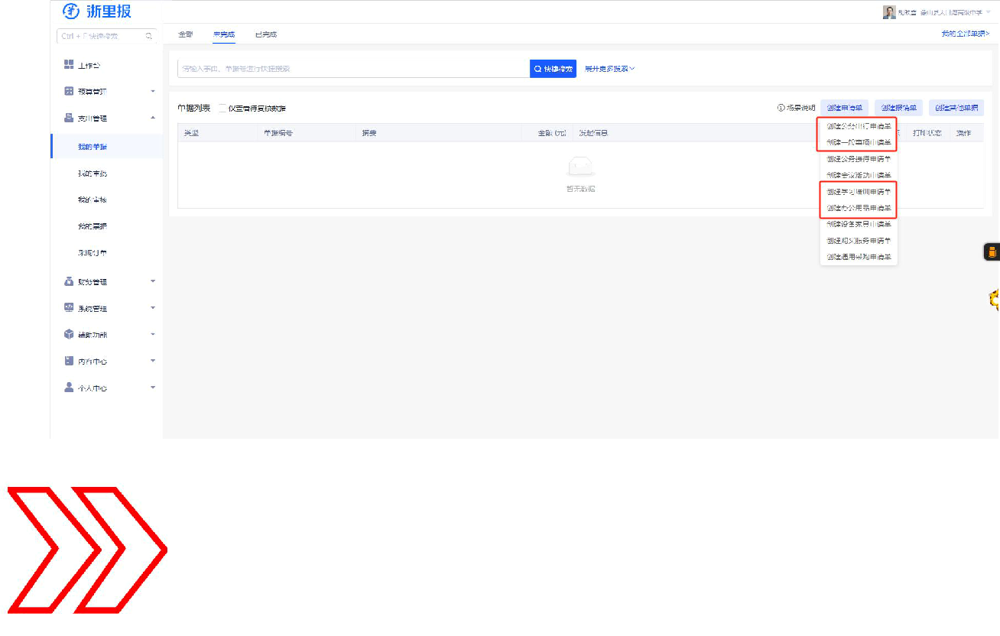 浙里报
Ctrl + F 快速搜索
工作台
预算管理
支出管理
我的单据
我的审批
我的审核
我的票据
采购订单
财务管理
系统管理
辅助功能
内容中心
个人中心
全部 未完成 已完成
我的全部单据>
请输入事由、单据号进行快捷搜索 快捷搜索 展开更多搜索
单据列表 仅查看待复核数据 场景说明 创建申请单 创建报销单 创建其他单据
类型 单据编号 摘要 金额 (元) 发起信息 打印状态 操作
暂无数据
创建公务出行申请单
创建一般事项申请单
创建公务接待申请单
创建会议活动申请单
创建学习培训申请单
创建办公用品申请单
创建设备家具申请单
创建购买服务申请单
创建通用采购申请单